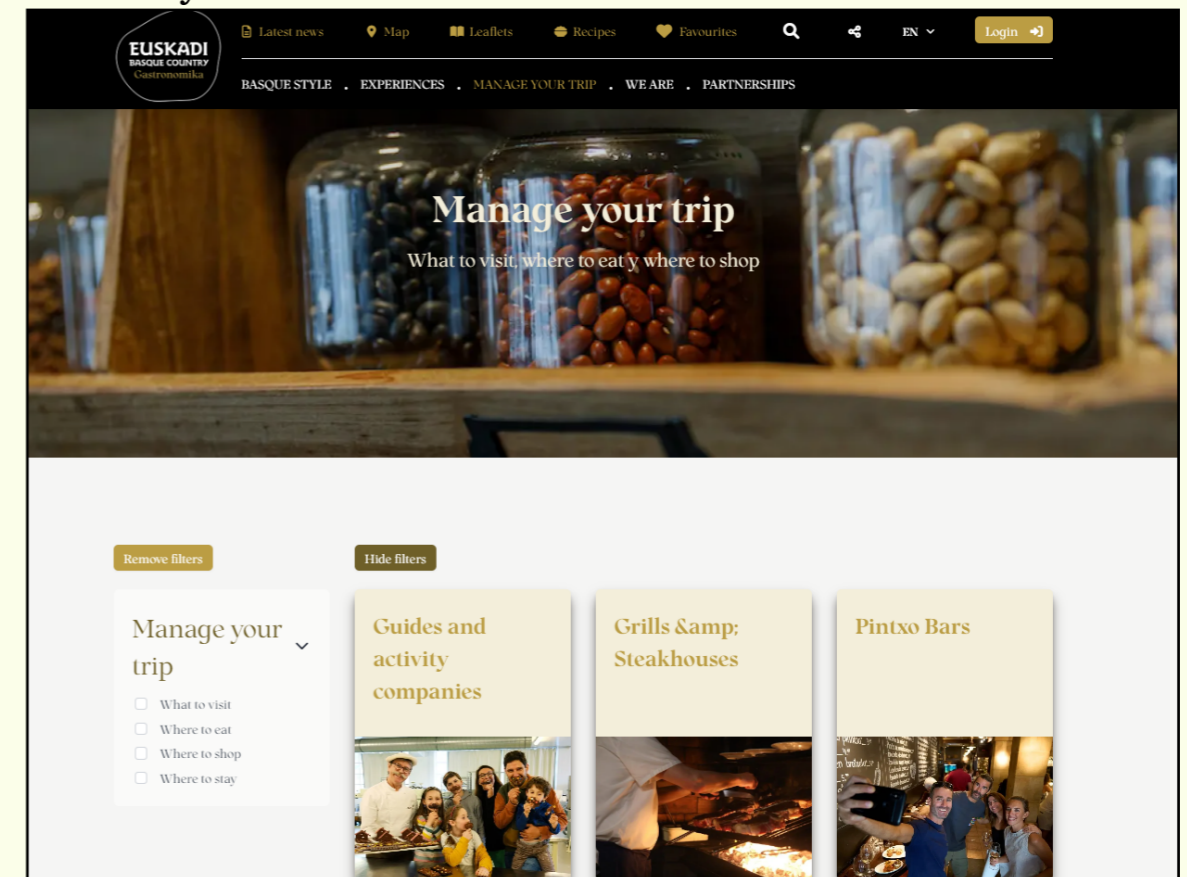 EUSKADI
BASQUE COUNTRY
Gastronomika
Latest news
Map
Leaflets
Recipes
Favourites
EN
Login
BASQUE STYLE . EXPERIENCES . MANAGE YOUR TRIP . WE ARE . PARTNERSHIPS
Manage your trip
What to visit, where to eat y where to shop
Remove filters
Hide filters
Manage your
trip
What to visit
Where to eat
Where to shop
Where to stay
Guides and
activity
companies
Grills &amp;
Steakhouses
Pintxo Bars